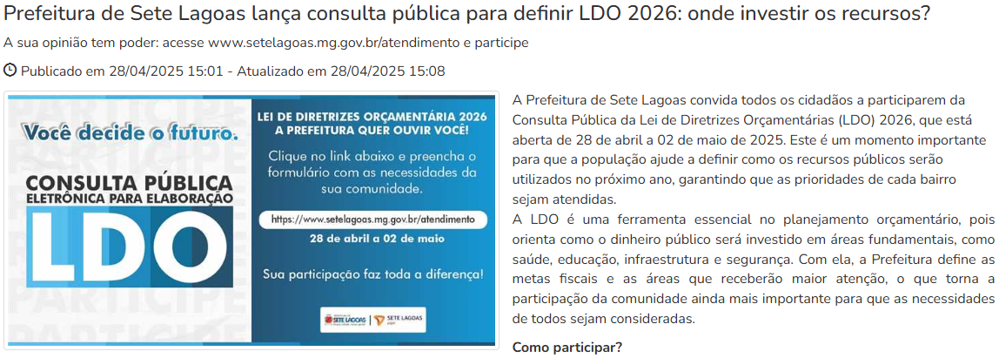 Prefeitura de Sete Lagoas lança consulta pública para definir LDO 2026: onde investir os recursos?
A sua opinião tem poder: acesse www.setelagoas.mg.gov.br/atendimento e participe
Publicado em 28/04/2025 15:01 - Atualizado em 28/04/2025 15:08
Você decide o futuro.
CONSULTA PÚBLICA
ELETRÔNICA PARA ELABORAÇÃO
LDO
LEI DE DIRETRIZES ORÇAMENTÁRIA 2026
A PREFEITURA QUER OUVIR VOCÊ!
Clique no link abaixo e preencha o
formulário com as necessidades da
sua comunidade.
https://www.setelagoas.mg.gov.br/atendimento
28 de abril a 02 de maio
Sua participação faz toda a diferença!
SETE LAGOAS
SETE LAGOAS
A Prefeitura de Sete Lagoas convida todos os cidadãos a participarem da
Consulta Pública da Lei de Diretrizes Orçamentárias (LDO) 2026, que está
aberta de 28 de abril a 02 de maio de 2025. Este é um momento importante
para que a população ajude a definir como os recursos públicos serão
utilizados no próximo ano, garantindo que as prioridades de cada bairro
sejam atendidas.
A LDO é uma ferramenta essencial no planejamento orçamentário, pois
orienta como o dinheiro público será investido em áreas fundamentais, como
saúde, educação, infraestrutura e segurança. Com ela, a Prefeitura define as
metas fiscais e as áreas que receberão maior atenção, o que torna a
participação da comunidade ainda mais importante para que as necessidades
de todos sejam consideradas.
Como participar?